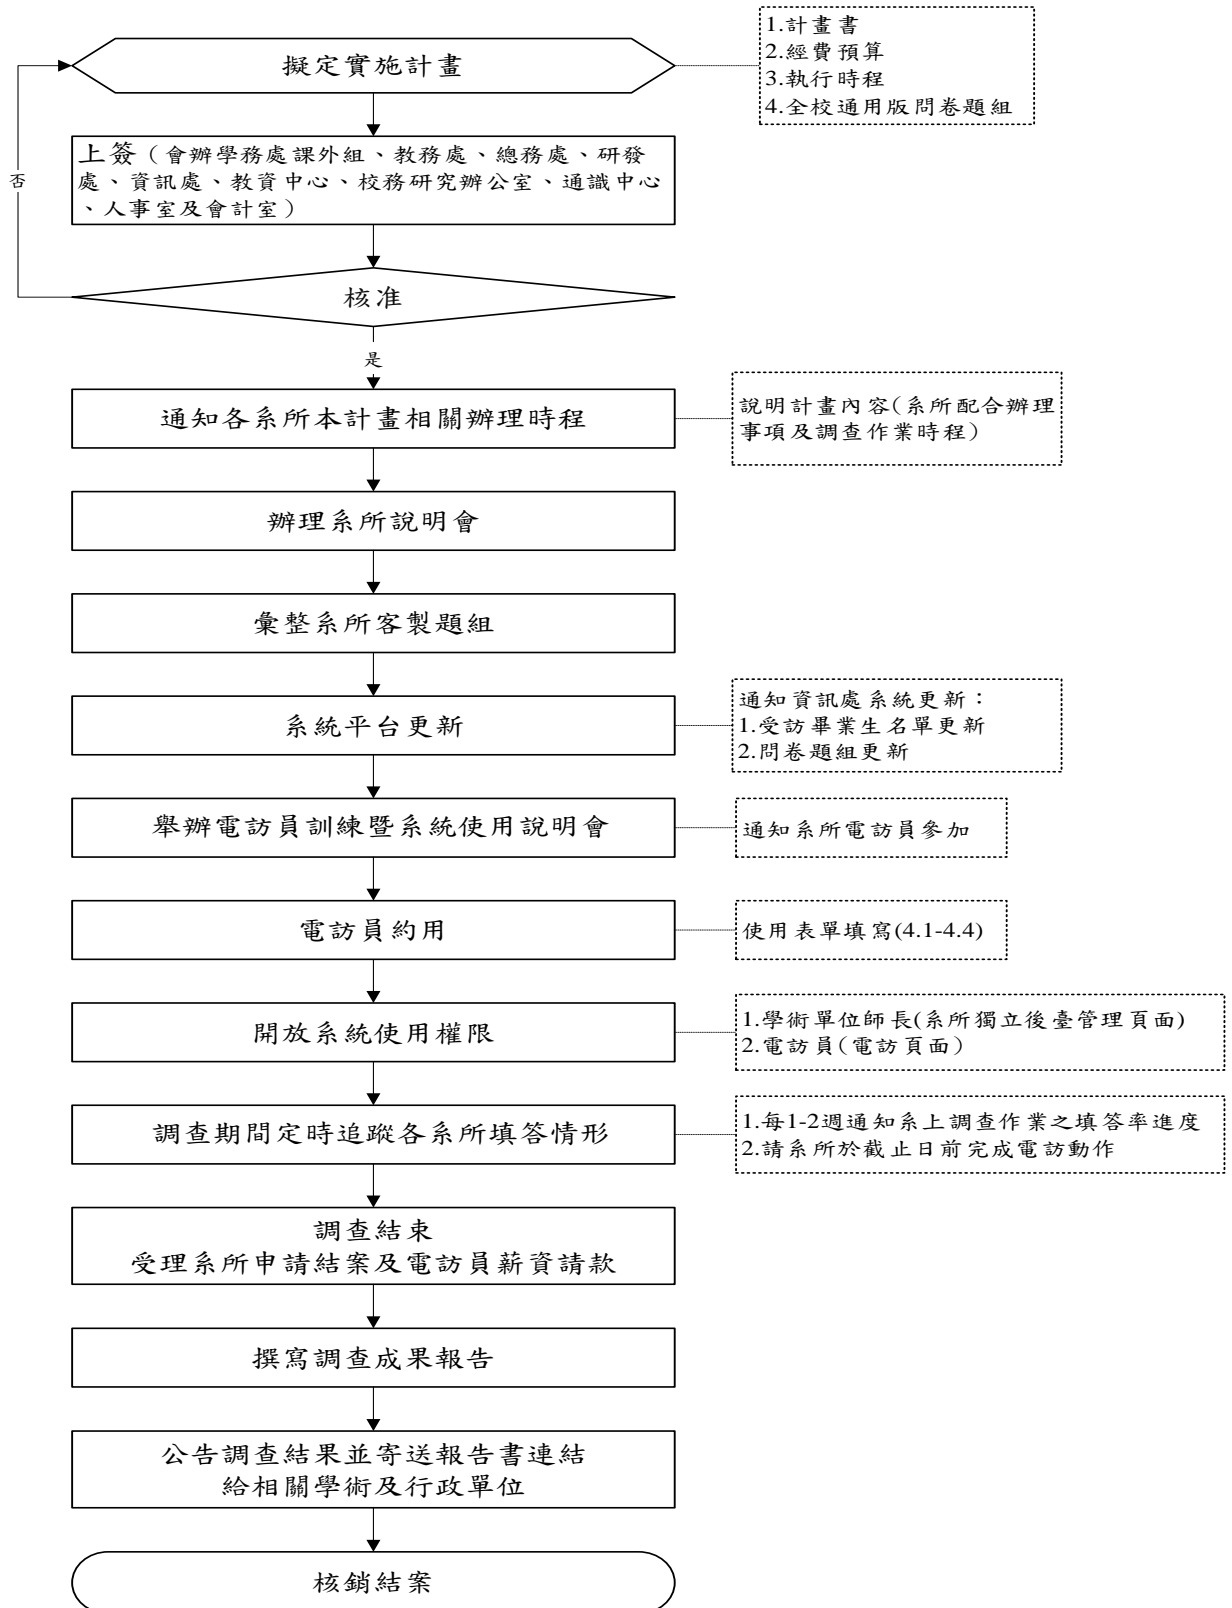 擬定實施計畫
1.計畫書
2.經費預算
3.執行時程
4.全校通用版問卷題組
上簽（會辦學務處課外組、教務處、總務處、研發
處、資訊處、教資中心、校務研究辦公室、通識中心
、人事室及會計室）
否
核准
是
通知各系所本計畫相關辦理時程
說明計畫內容(系所配合辦理
事項及調查作業時程)
辦理系所說明會
彙整系所客製題組
系統平台更新
通知資訊處系統更新：
1.受訪畢業生名單更新
2.問卷題組更新
舉辦電訪員訓練暨系統使用說明會
通知系所電訪員參加
電訪員約用
使用表單填寫(4.1-4.4)
開放系統使用權限
1.學術單位師長(系所獨立後臺管理頁面)
2.電訪員(電訪頁面)
調查期間定時追蹤各系所填答情形
1.每1-2週通知系上調查作業之填答率進度
2.請系所於截止日前完成電訪動作
調查結束
受理系所申請結案及電訪員薪資請款
撰寫調查成果報告
公告調查結果並寄送報告書連結
給相關學術及行政單位
核銷結案